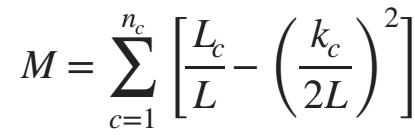 M = \sum_{c=1}^{n_c} \left[ \frac{L_c}{L} - \left( \frac{k_c}{2L} \right)^2 \right]